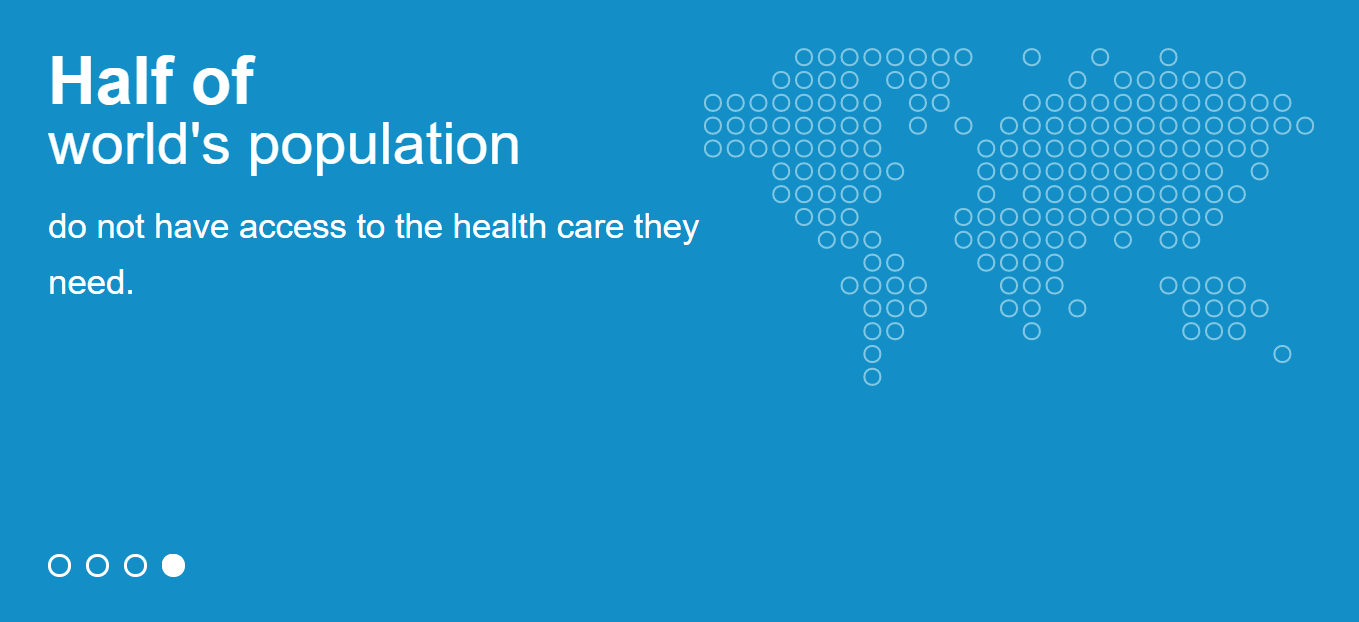 Half of
world's population
do not have access to the health care they
need.